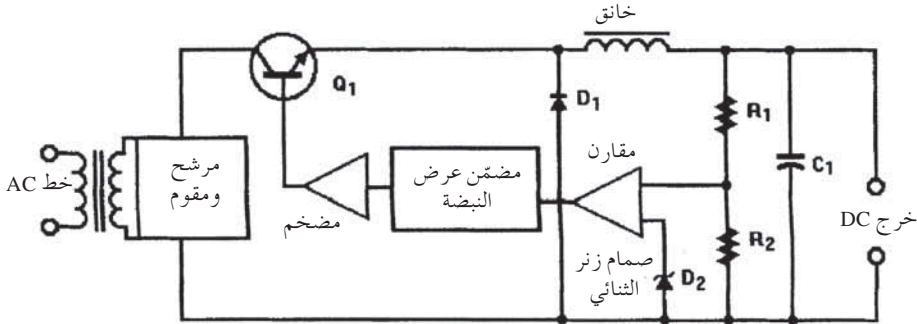 خانق
Q1
D1
R1
C1
مقارن
مرشح
ومقوم
خط AC
مضمّن عرض
النبضة
مضخم
خرج DC
R2
صمام زنر
الثنائي
D2